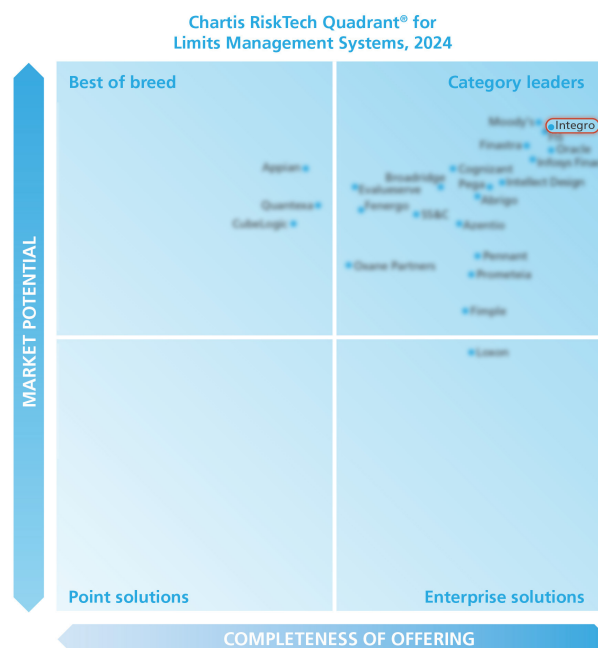 Chartis RiskTech Quadrant® for
Limits Management Systems, 2024
Best of breed
Category leaders
Moody's
Integro
Finastra
Oracle
Appian
Cognizant
Broadridge
Pega
Intellect Design
Evalueserve
Abrigo
Quantexa
Fenergo
SS&C
CubeLogic
Azentio
Pennant
Oxane Partners
Prometeia
Fimple
Loxon
MARKET POTENTIAL
Point solutions
Enterprise solutions
COMPLETENESS OF OFFERING